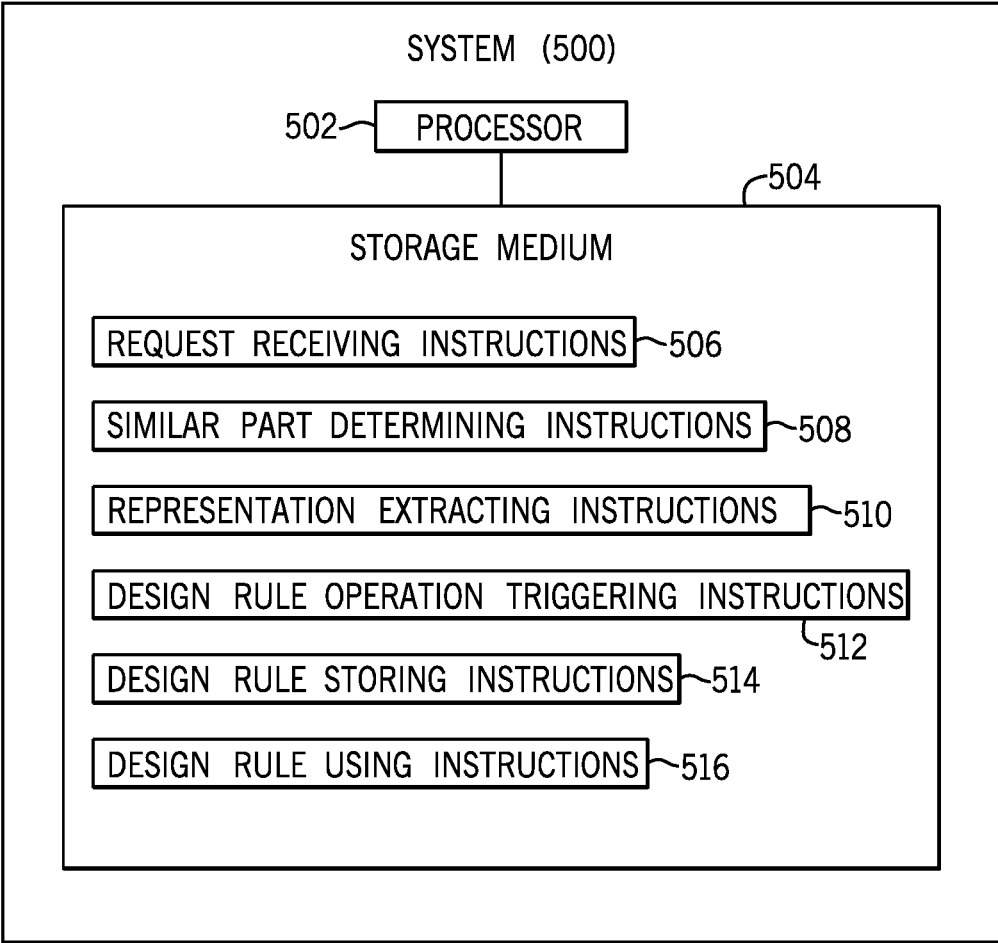 SYSTEM (500)
502 PROCESSOR
504
STORAGE MEDIUM
REQUEST RECEIVING INSTRUCTIONS 506
SIMILAR PART DETERMINING INSTRUCTIONS 508
REPRESENTATION EXTRACTING INSTRUCTIONS 510
DESIGN RULE OPERATION TRIGGERING INSTRUCTIONS
512
DESIGN RULE STORING INSTRUCTIONS 514
DESIGN RULE USING INSTRUCTIONS 516